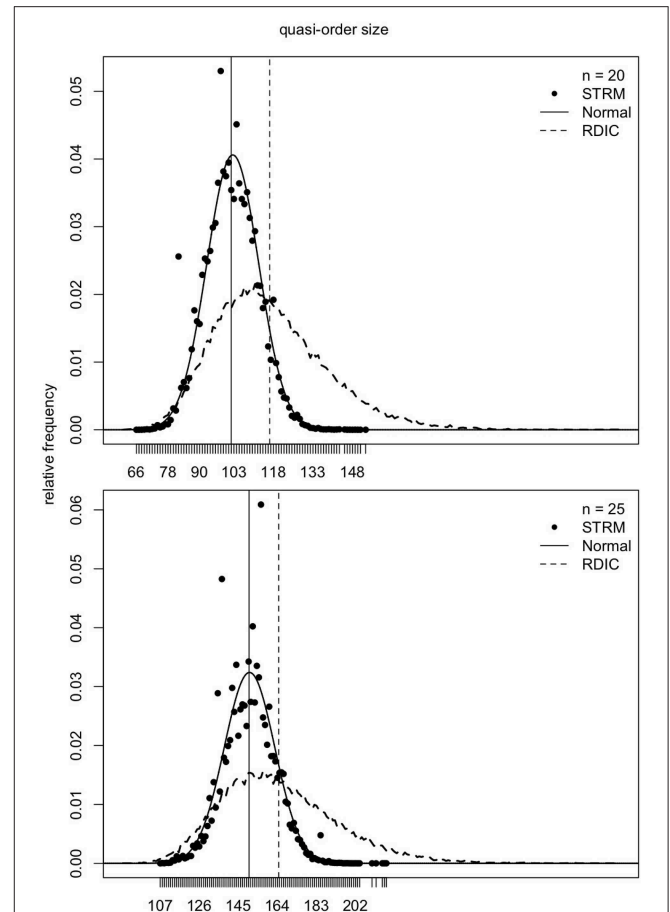 quasi-order size
relative frequency
n = 20
STRM
Normal
RDIC
0.05
0.04
0.03
0.02
0.01
0.00
66 78 90 103 118 133 148
n = 25
STRM
Normal
RDIC
0.06
0.05
0.04
0.03
0.02
0.01
0.00
107 126 145 164 183 202